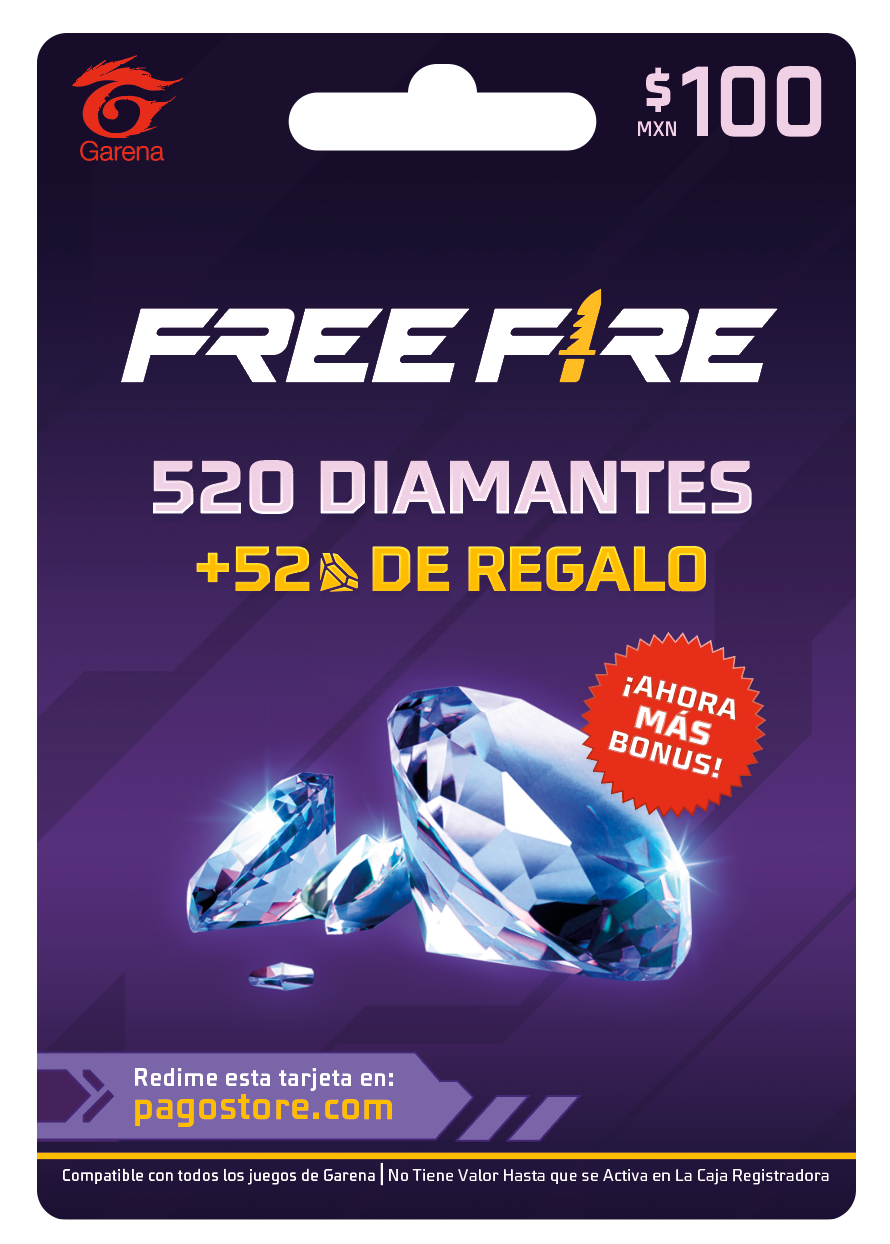 Garena
$100
MXN
FREE FIRE
520 DIAMANTES
+52 DE REGALO
¡AHORA
MÁS
BONUS!
Redime esta tarjeta en:
pagostore.com
Compatible con todos los juegos de Garena | No Tiene Valor Hasta que se Activa en La Caja Registradora